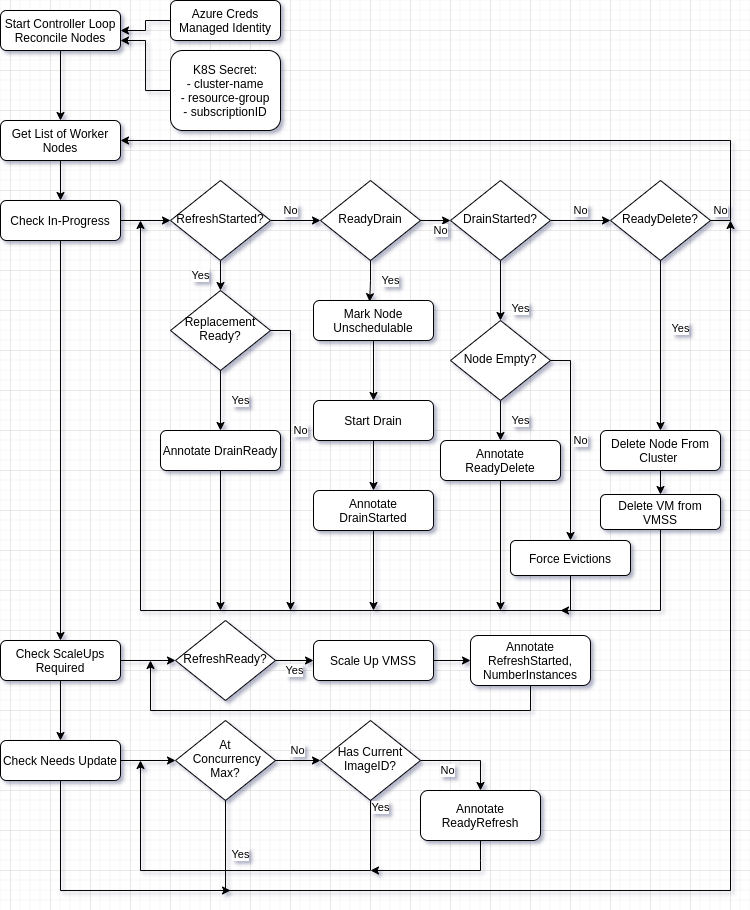 Start Controller Loop
Reconcile Nodes
Azure Creds
Managed Identity
K8S Secret:
- cluster-name
- resource-group
- subscriptionID
Get List of Worker
Nodes
Check In-Progress
RefreshStarted?
No
ReadyDrain
No
DrainStarted?
No
ReadyDelete?
No
Yes
Yes
Yes
Yes
Replacement
Ready?
Mark Node
Unschedulable
Node Empty?
Yes
No
Start Drain
Yes
No
Annotate DrainReady
Annotate
ReadyDelete
Delete Node From
Cluster
Annotate
DrainStarted
Delete VM from
VMSS
Force Evictions
Check ScaleUps
Required
RefreshReady?
Yes
Scale Up VMSS
Annotate
RefreshStarted,
NumberInstances
Check Needs Update
At
Concurrency
Max?
No
Has Current
ImageID?
No
Yes
Annotate
ReadyRefresh
Yes